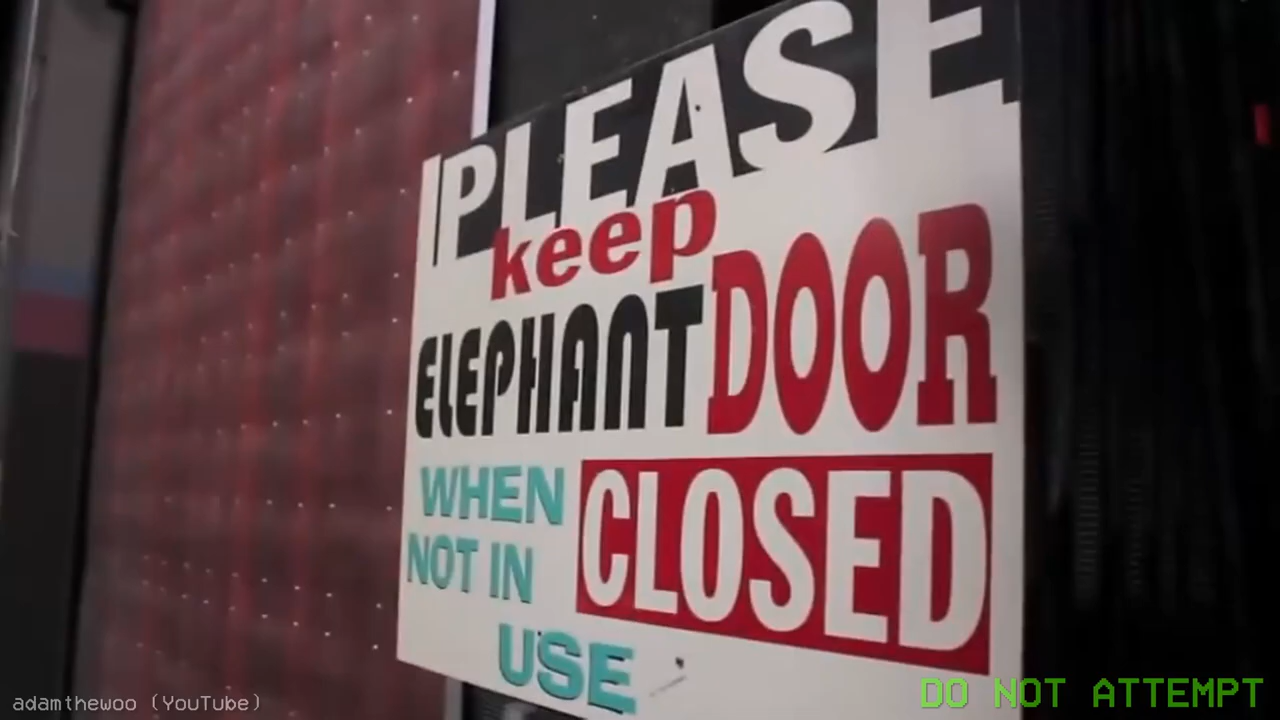 PLEASE
keep
ELEPHANT DOOR
WHEN
NOT IN
USE
CLOSED
adamthewoo (YouTube)
DO NOT ATTEMPT